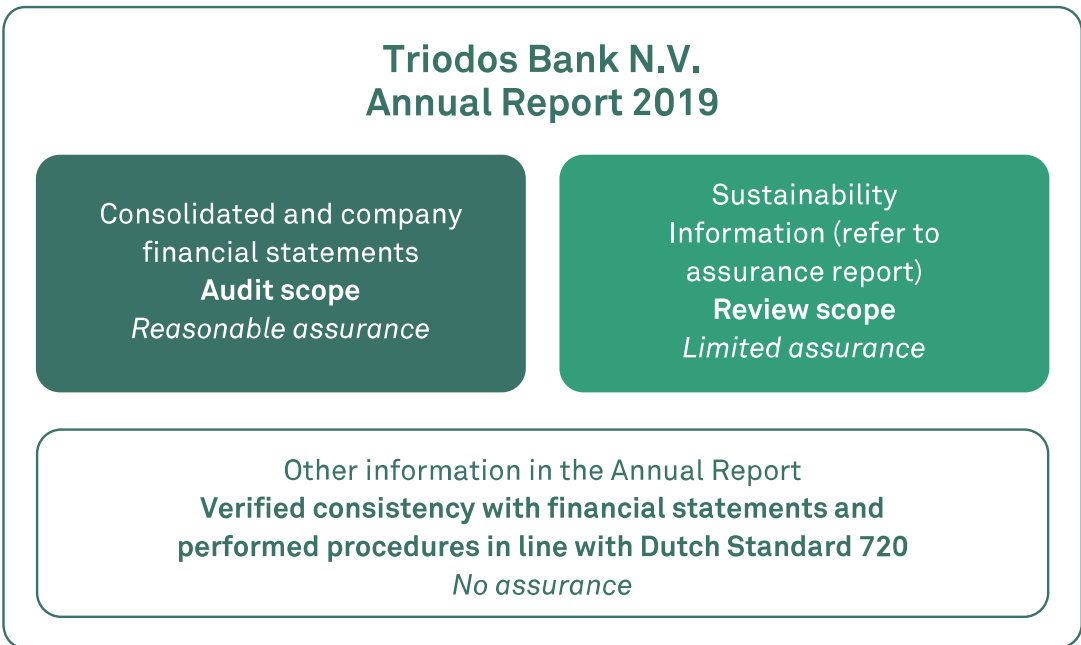 Triodos Bank N.V.
Annual Report 2019
Consolidated and company
financial statements
Audit scope
Reasonable assurance
Sustainability
Information (refer to
assurance report)
Review scope
Limited assurance
Other information in the Annual Report
Verified consistency with financial statements and
performed procedures in line with Dutch Standard 720
No assurance